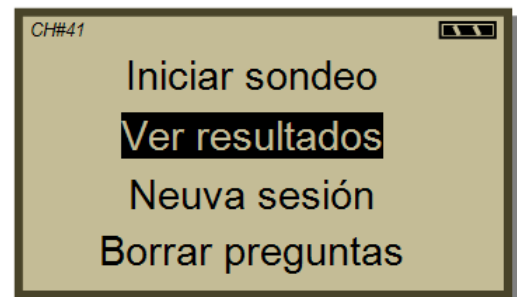 CH#41
Iniciar sondeo
Ver resultados
Neuva sesión
Borrar preguntas